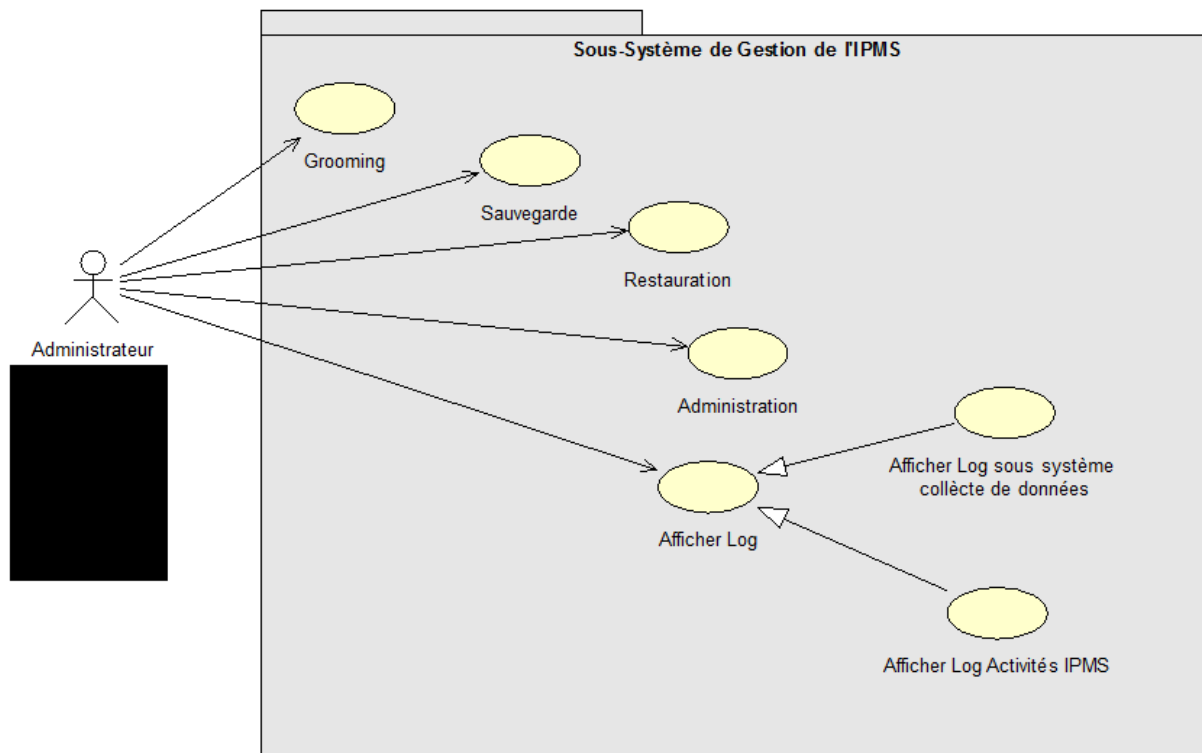 Sous-Système de Gestion de l'IPMS
Grooming
Sauvegarde
Restauration
Administrateur
Administration
Afficher Log sous système
collècte de données
Afficher Log
Afficher Log Activités IPMS